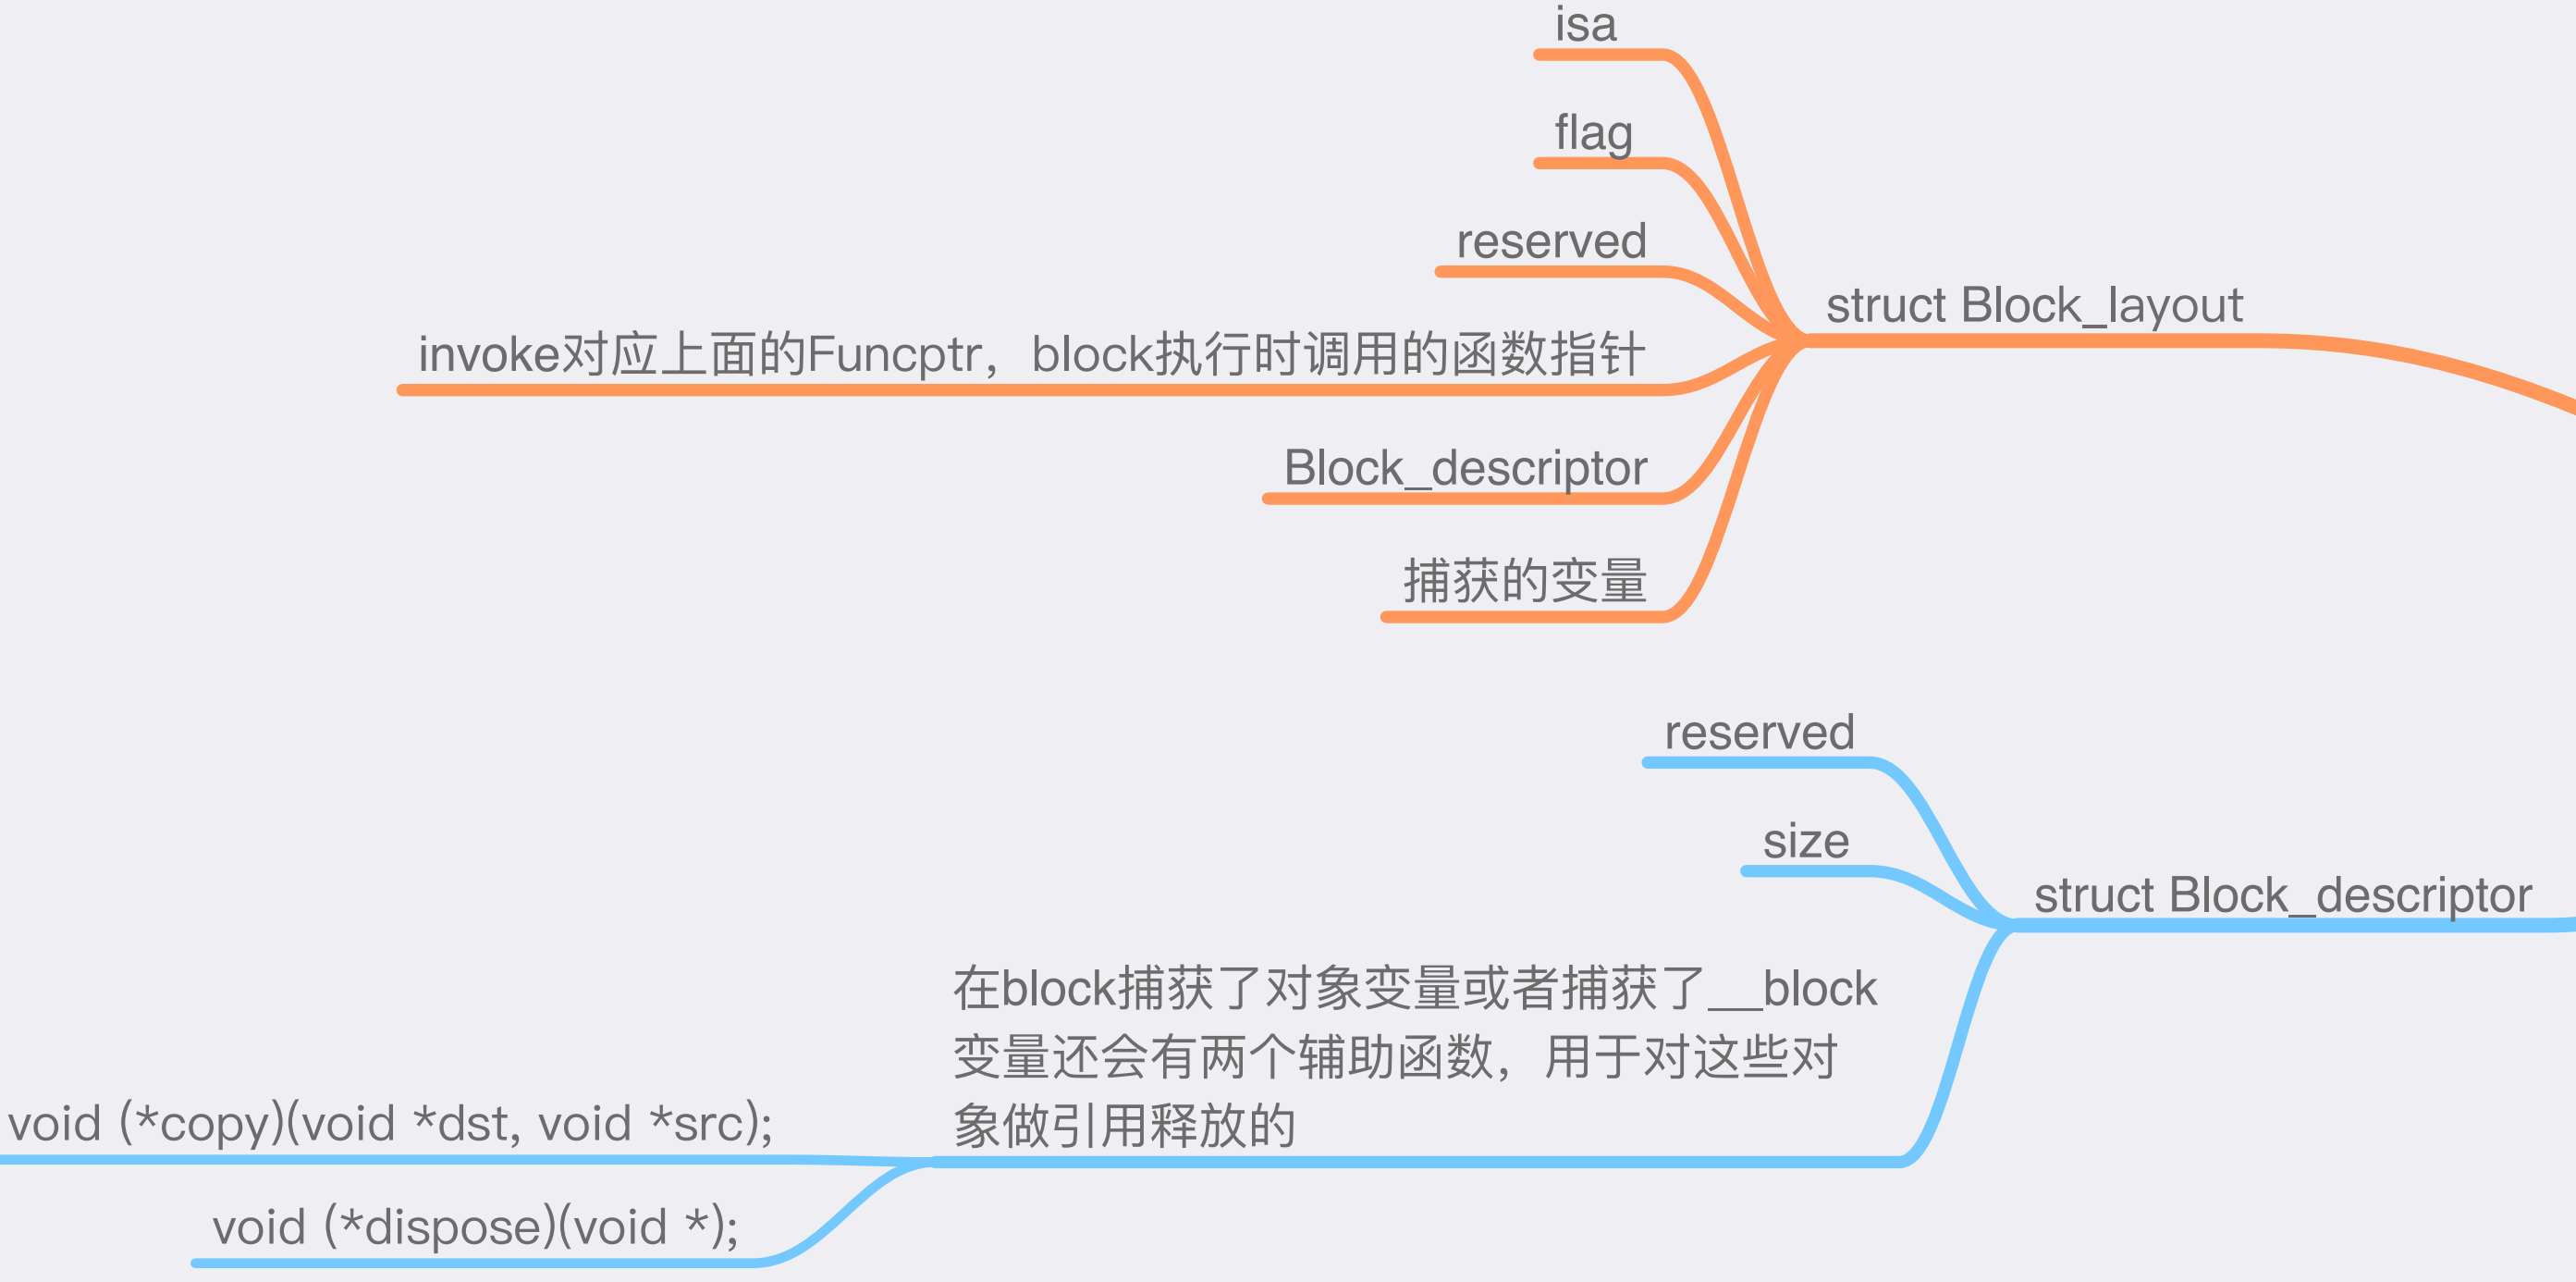 isa
flag
reserved
struct Block_layout
invoke对应上面的Funcptr，block执行时调用的函数指针
Block_descriptor
捕获的变量
reserved
size
struct Block_descriptor
在block捕获了对象变量或者捕获了__block
变量还会有两个辅助函数，用于对这些对
象做引用释放的
void (*copy)(void *dst, void *src);
void (*dispose)(void *);